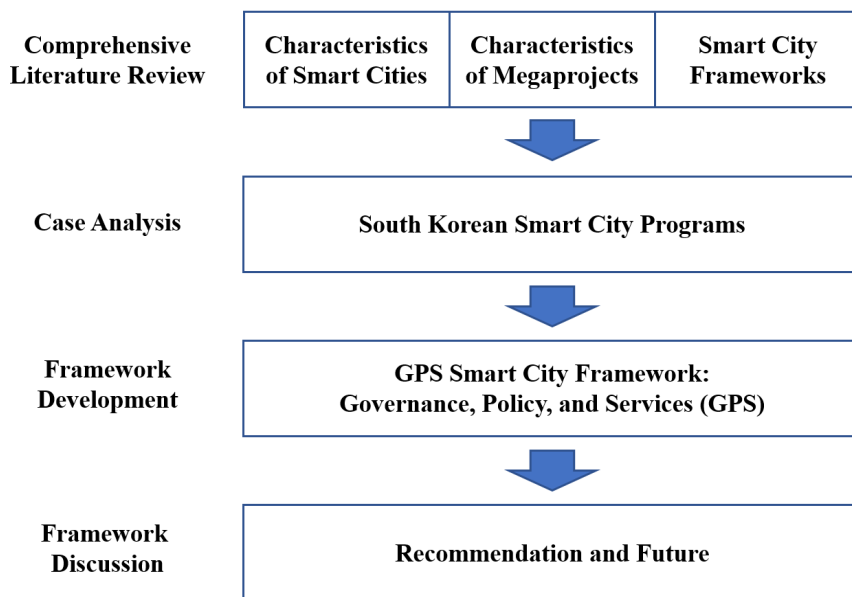 Comprehensive
Literature Review
Characteristics
of Smart Cities
Characteristics
of Megaprojects
Smart City
Frameworks
Case Analysis
South Korean Smart City Programs
Framework
Development
GPS Smart City Framework:
Governance, Policy, and Services (GPS)
Framework
Discussion
Recommendation and Future